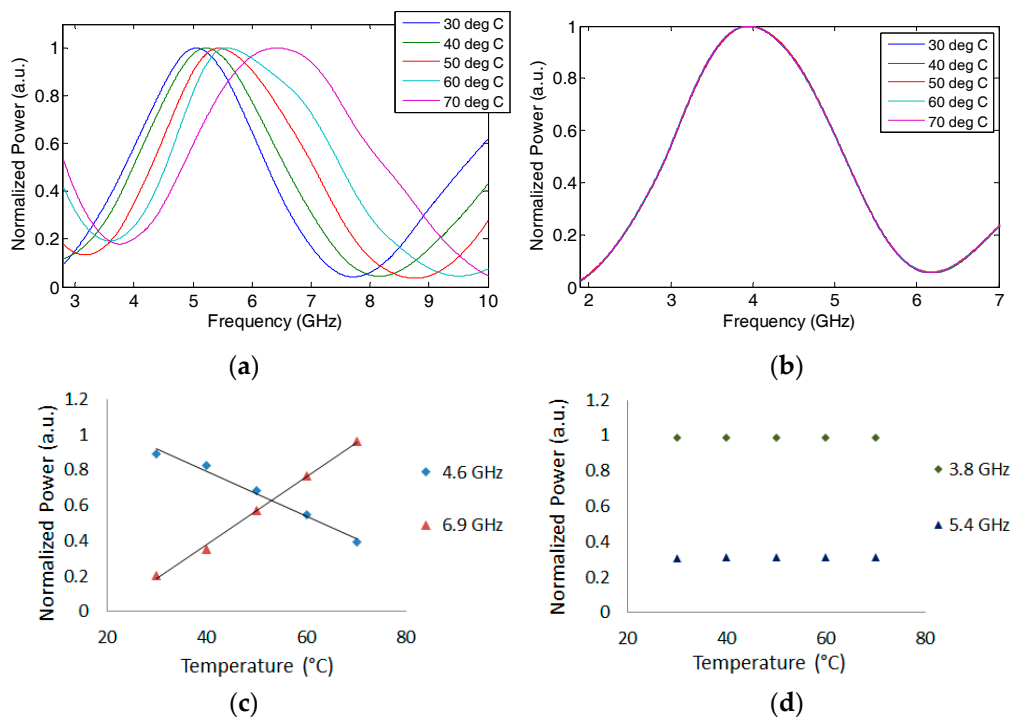 Normalized Power (a.u.)
1
0.8
0.6
0.4
0.2
0
3 4 5 6 7 8 9 10
Frequency (GHz)
30 deg C
40 deg C
50 deg C
60 deg C
70 deg C
(a)
Normalized Power (a.u.)
1
0.8
0.6
0.4
0.2
0
2 3 4 5 6 7
Frequency (GHz)
30 deg C
40 deg C
50 deg C
60 deg C
70 deg C
(b)
Normalized Power (a.u.)
1.2
1
0.8
0.6
0.4
0.2
0
20 40 60 80
Temperature (°C)
4.6 GHz
6.9 GHz
(c)
Normalized Power (a.u.)
1.2
1
0.8
0.6
0.4
0.2
0
20 40 60 80
Temperature (°C)
3.8 GHz
5.4 GHz
(d)